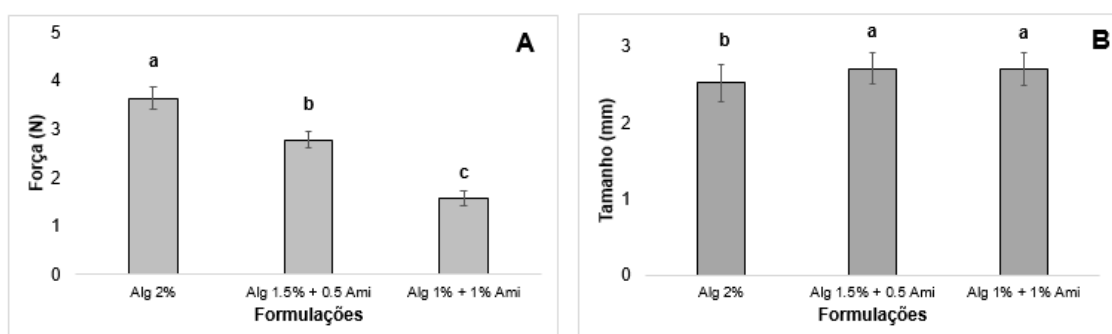 A
5
4
3
2
1
0
Força (N)
a
b
c
Alg 2%
Alg 1.5% + 0.5 Ami
Alg 1% + 1% Ami
Formulações
B
3
2
1
0
Tamanho (mm)
b
a
a
Alg 2%
Alg 1.5% + 0.5 Ami
Alg 1% + 1% Ami
Formulações